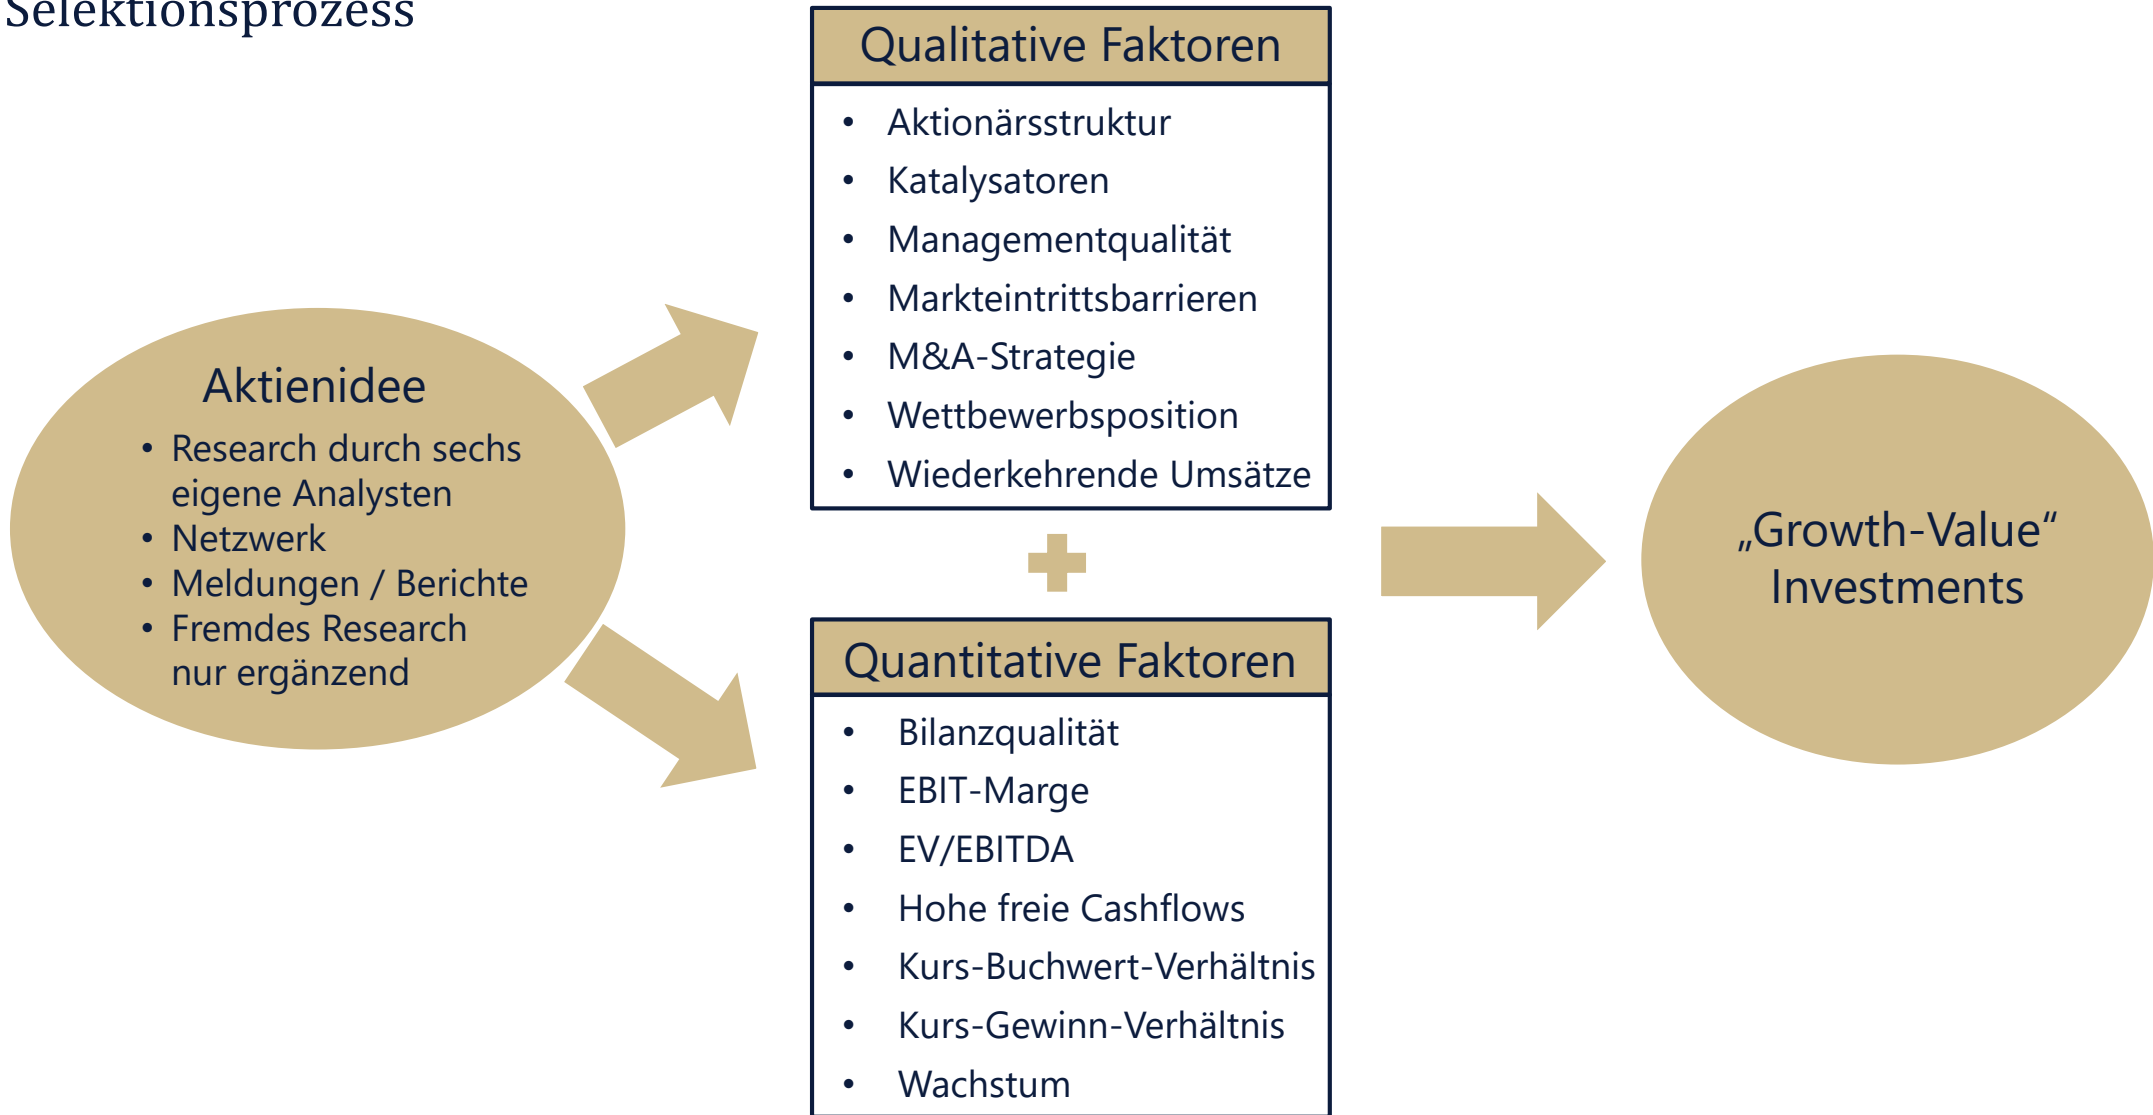 Selektionsprozess
Aktienidee
• Research durch sechs
eigene Analysten
• Netzwerk
• Meldungen / Berichte
• Fremdes Research
nur ergänzend
Qualitative Faktoren
• Aktionärsstruktur
• Katalysatoren
• Managementqualität
• Markteintrittsbarrieren
• M&A-Strategie
• Wettbewerbsposition
• Wiederkehrende Umsätze
Quantitative Faktoren
• Bilanzqualität
• EBIT-Marge
• EV/EBITDA
• Hohe freie Cashflows
• Kurs-Buchwert-Verhältnis
• Kurs-Gewinn-Verhältnis
• Wachstum
„Growth-Value“
Investments